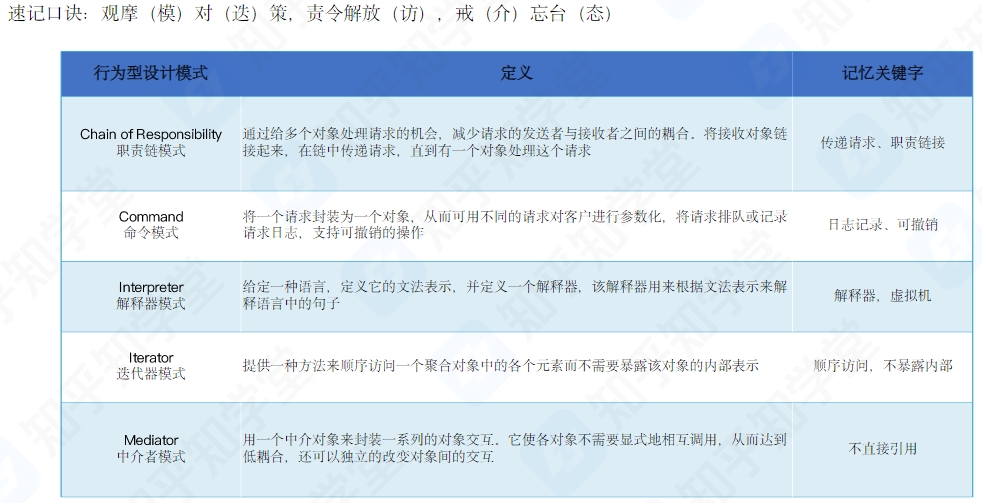 速记口诀：观摩（模）对（迭）策，责令解放（访），戒（介）忘台（态）
行为型设计模式 定义 记忆关键字
Chain of Responsibility
职责链模式
通过给多个对象处理请求的机会，减少请求的发送者与接收者之间的耦合。将接收对象链
接起来，在链中传递请求，直到有一个对象处理这个请求
传递请求、职责链接
Command
命令模式
将一个请求封装为一个对象，从而可用不同的请求对客户进行参数化，将请求排队或记录
请求日志，支持可撤销的操作
日志记录、可撤销
Interpreter
解释器模式
给定一种语言，定义它的文法表示，并定义一个解释器，该解释器用来根据文法表示来解
释语言中的句子
解释器，虚拟机
Iterator
迭代器模式
提供一种方法来顺序访问一个聚合对象中的各个元素而不需要暴露该对象的内部表示
顺序访问，不暴露内部
Mediator
中介者模式
用一个中介对象来封装一系列的对象交互．它使各对象不需要显式地相互调用，从而达到
低耦合，还可以独立的改变对象间的交互
不直接引用
知乎学堂